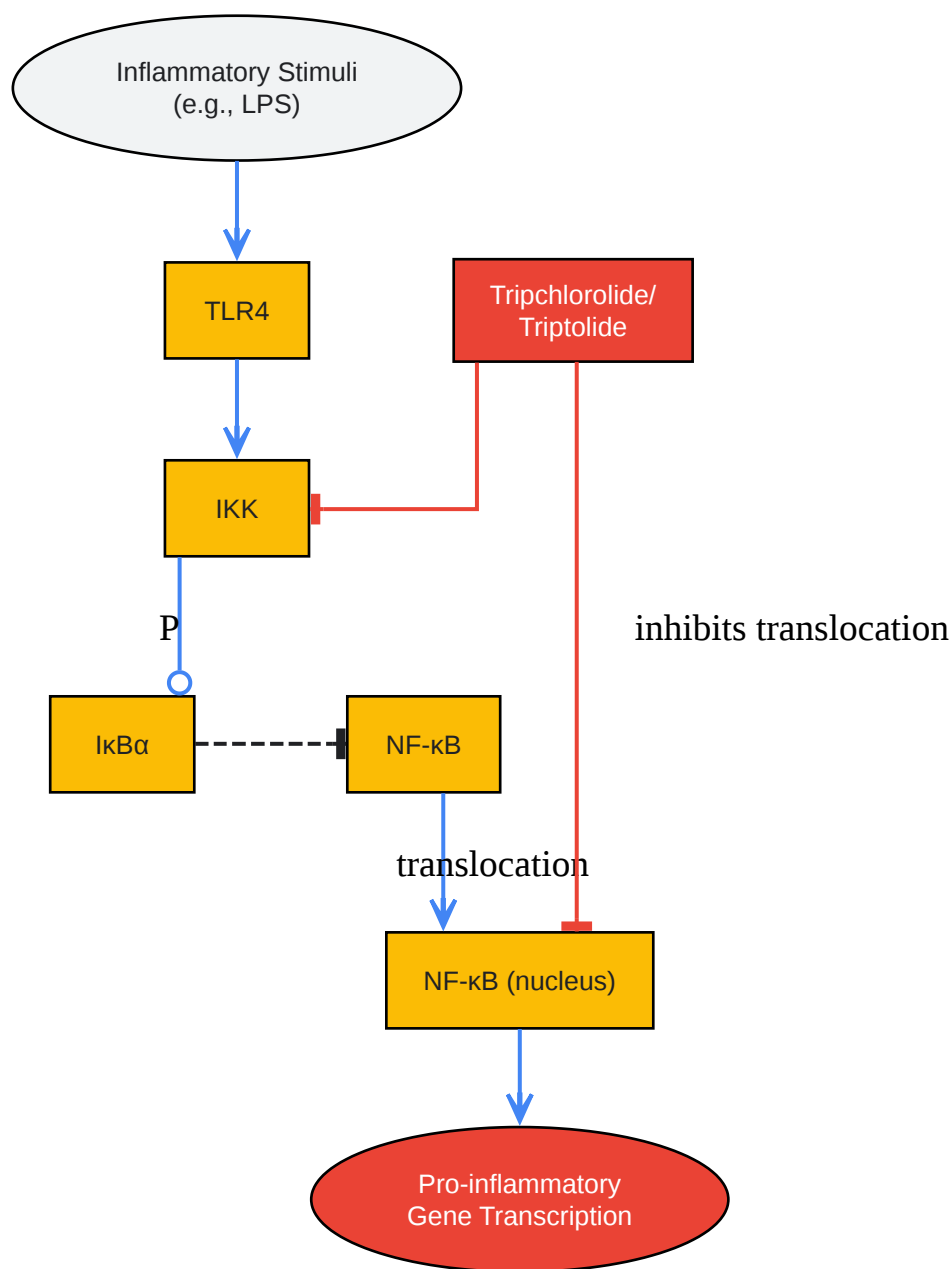 Inflammatory Stimuli
(e.g., LPS)
TLR4
Tripchlorolide/
Triptolide
IKK
P
inhibits translocation
IκBα
NF-κB
translocation
NF-κB (nucleus)
Pro-inflammatory
Gene Transcription